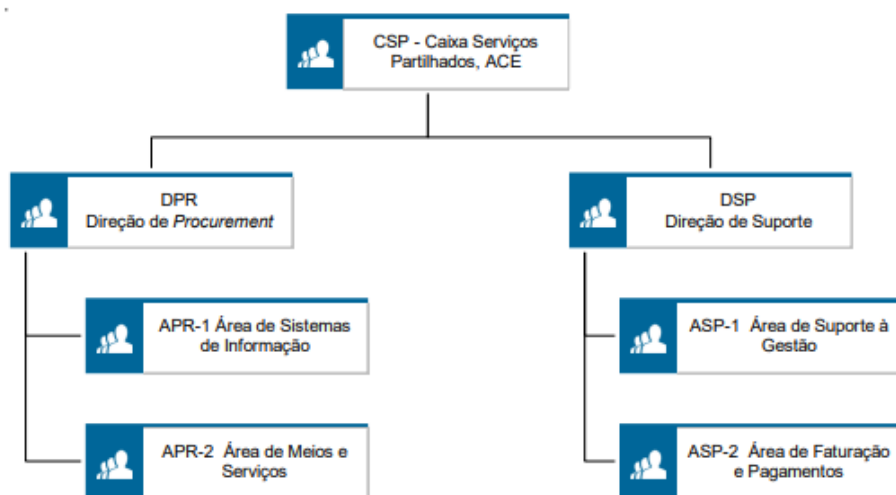 CSP - Caixa Serviços
Partilhados, ACE
DPR
Direção de Procurement
DSP
Direção de Suporte
APR-1 Área de Sistemas
de Informação
ASP-1 Área de Suporte à
Gestão
APR-2 Área de Meios e
Serviços
ASP-2 Área de Faturação
e Pagamentos